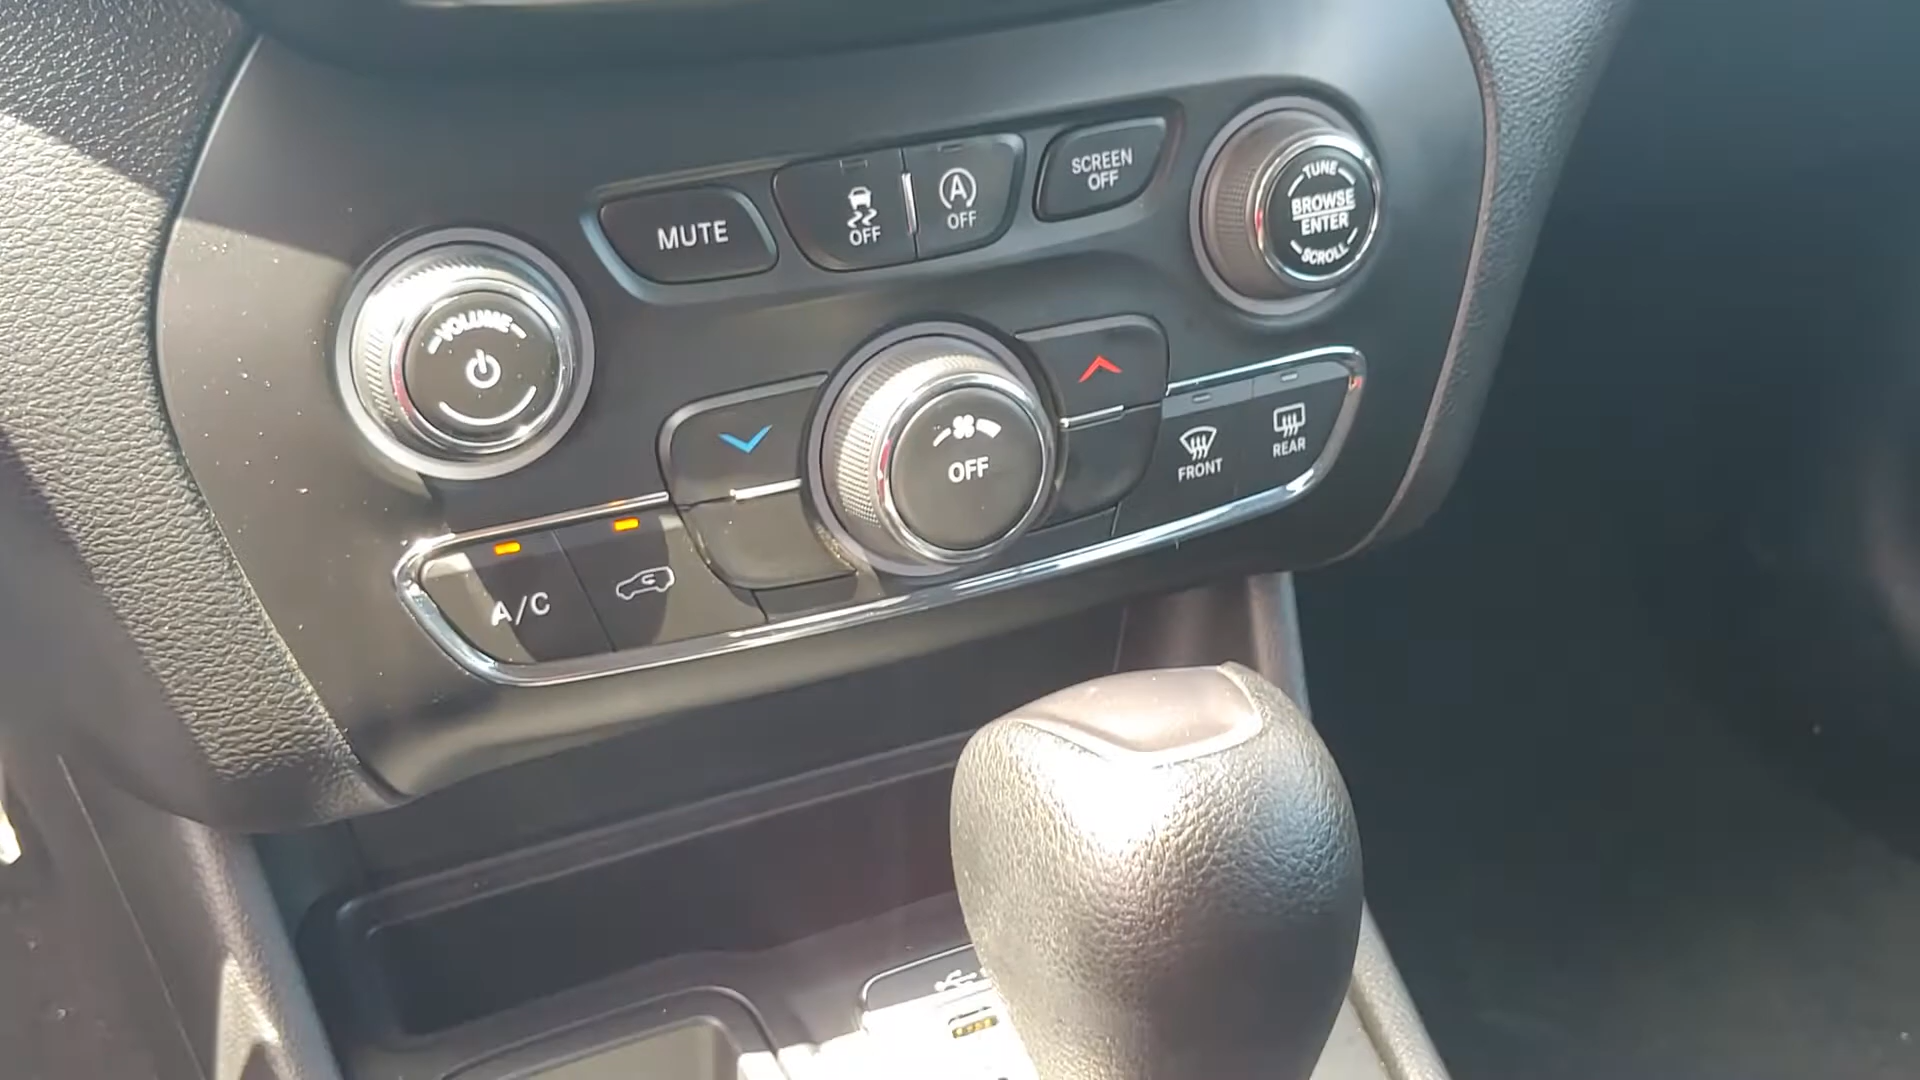 MUTE
OFF
A
OFF
SCREEN
OFF
TUNE
BROWSE
ENTER
SCROLL
VOLUME
OFF
FRONT
REAR
A/C